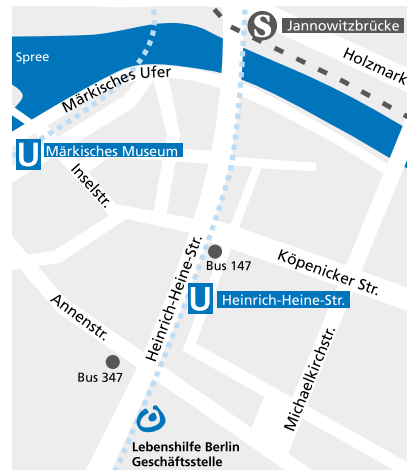 S
Jannowitzbrücke
Spree
Holzmark
Märkisches Ufer
U
Märkisches Museum
Inselstr.
Heinrich-Heine-Str.
Bus 147
Köpenicker Str.
U
Heinrich-Heine-Str.
Annenstr.
Michaelkirchstr.
Bus 347
Lebenshilfe Berlin
Geschäftsstelle